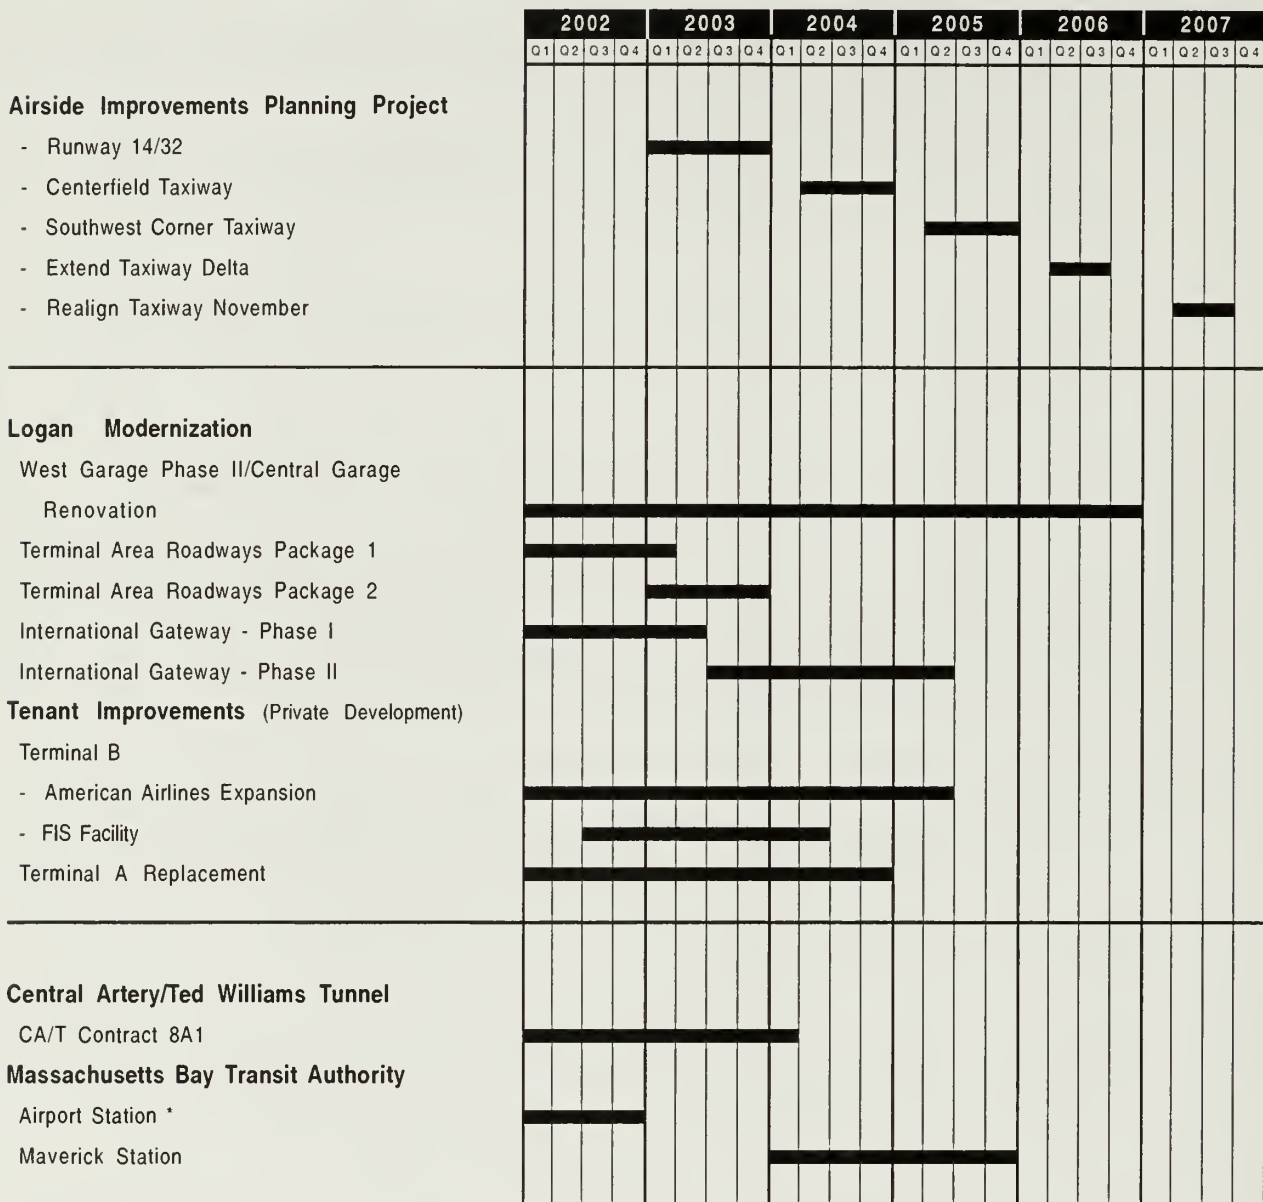 2002 2003 2004 2005 2006 2007
Q1 Q2 Q3 Q4 Q1 Q2 Q3 Q4 Q1 Q2 Q3 Q4 Q1 Q2 Q3 Q4 Q1 Q2 Q3 Q4 Q1 Q2 Q3 Q4
Airside Improvements Planning Project
- Runway 14/32
- Centerfield Taxiway
- Southwest Corner Taxiway
- Extend Taxiway Delta
- Realign Taxiway November
Logan Modernization
West Garage Phase II/Central Garage
Renovation
Terminal Area Roadways Package 1
Terminal Area Roadways Package 2
International Gateway - Phase I
International Gateway - Phase II
Tenant Improvements (Private Development)
Terminal B
- American Airlines Expansion
- FIS Facility
Terminal A Replacement
Central Artery/Ted Williams Tunnel
CA/T Contract 8A1
Massachusetts Bay Transit Authority
Airport Station *
Maverick Station